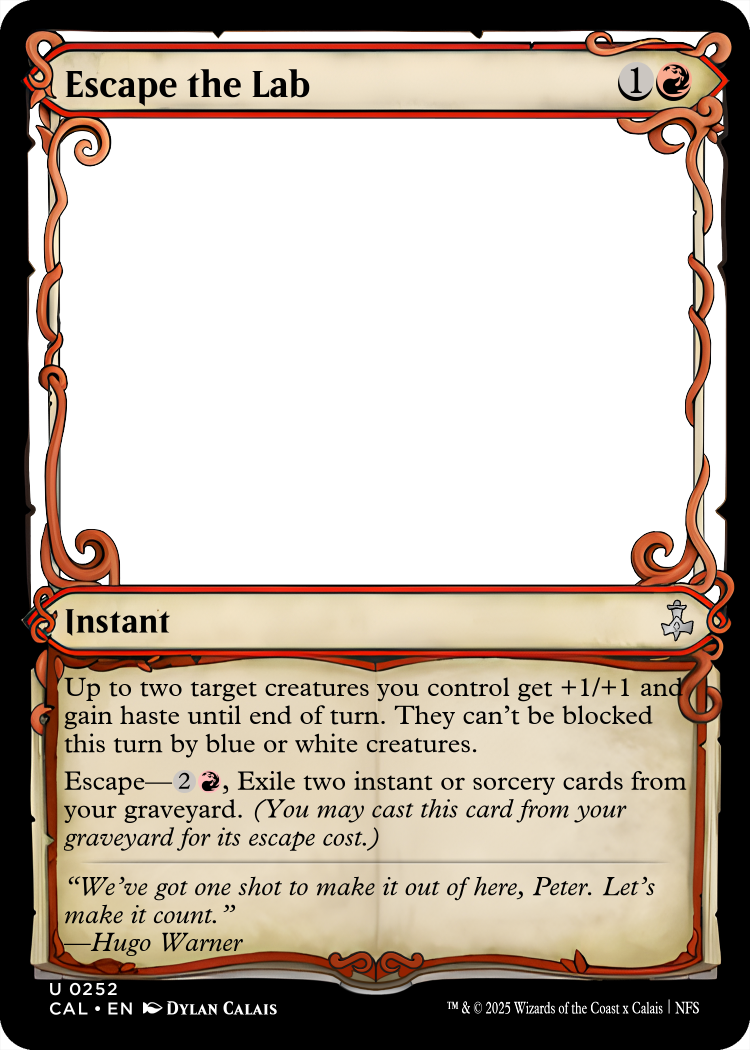 Escape the Lab 1
Instant
Up to two target creatures you control get +1/+1 and
gain haste until end of turn. They can’t be blocked
this turn by blue or white creatures.
Escape—2, Exile two instant or sorcery cards from
your graveyard. (You may cast this card from your
graveyard for its escape cost.)
“We’ve got one shot to make it out of here, Peter. Let’s
make it count.”
—Hugo Warner
U 0252
CAL • EN DYLAN CALAIS
™ & © 2025 Wizards of the Coast x Calais | NFS